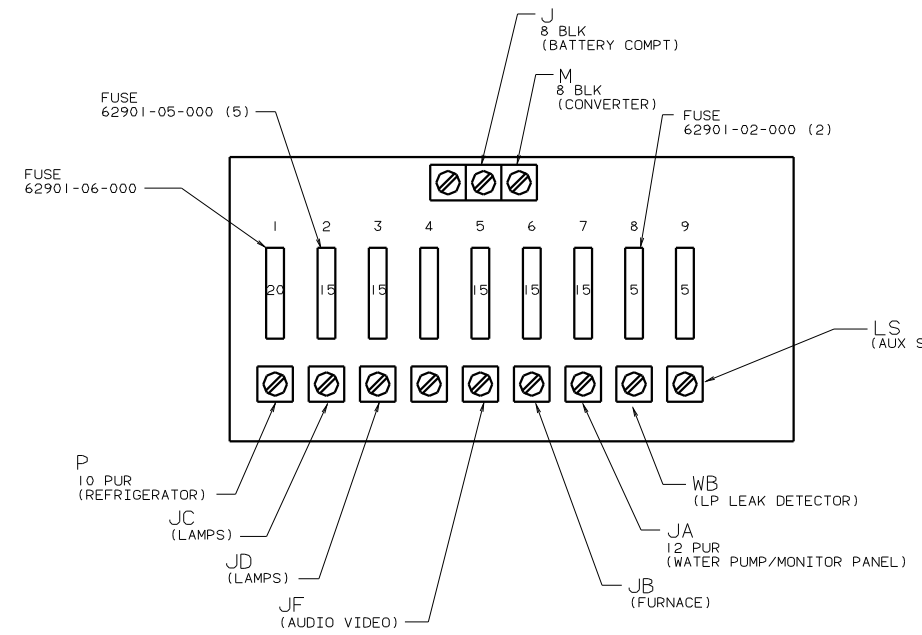 J
8 BLK
(BATTERY COMPT)
M
8 BLK
(CONVERTER)
FUSE
62901-05-000 (5)
FUSE
62901-02-000 (2)
FUSE
62901-06-000
1 2 3 4 5 6 7 8 9
20 15 15 15 15 15 5 5
LS
(AUX S
P
10 PUR
(REFRIGERATOR)
JC
(LAMPS)
JD
(LAMPS)
JF
(AUDIO VIDEO)
WB
(LP LEAK DETECTOR)
JA
12 PUR
(WATER PUMP/MONITOR PANEL)
JB
(FURNACE)